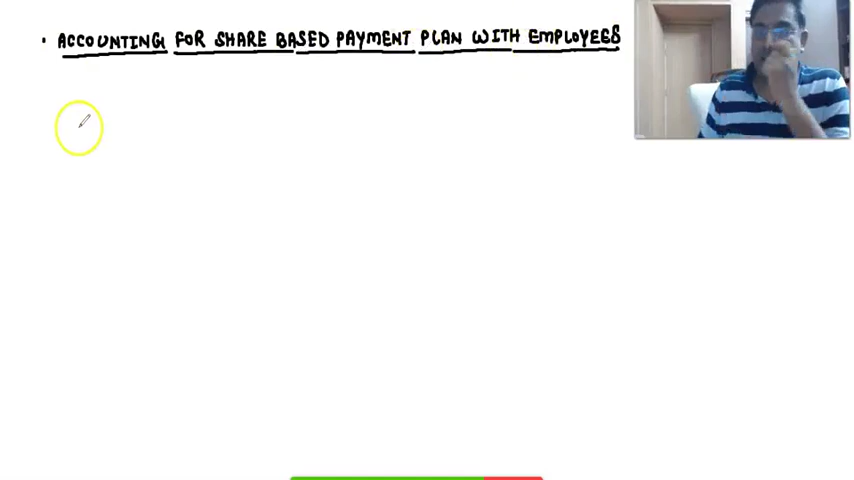 · ACCOUNTING FOR SHARE BASED PAYMENT PLAN WITH EMPLOYEES